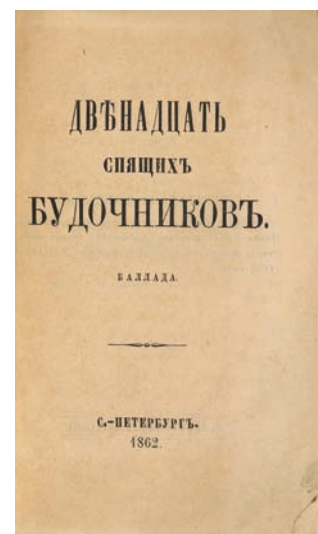 ДВѢНАДЦАТЬ
СПЯЩИХЪ
БУДОЧНИКОВЪ.
БАЛЛАДА.
С.-ПЕТЕРБУРГЪ.
1862.